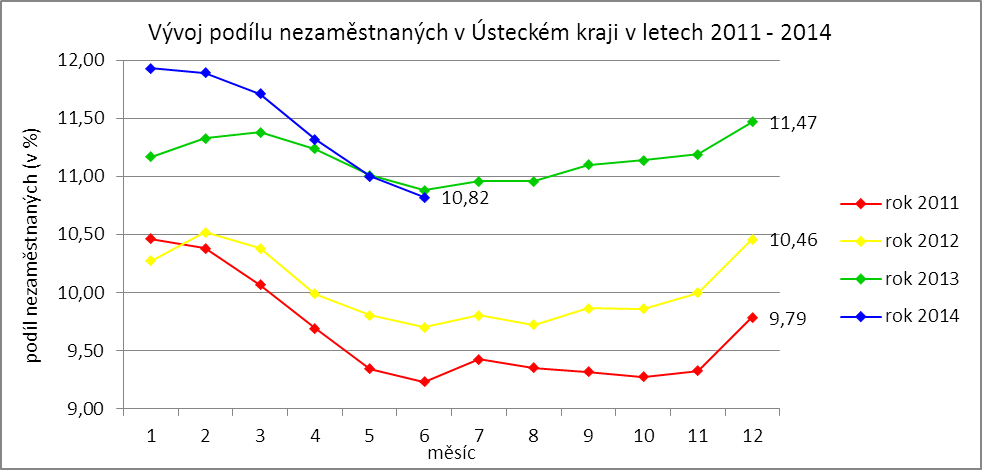 Vývoj podílu nezaměstnaných v Ústeckém kraji v letech 2011 - 2014
podíl nezaměstnaných (v %)
12,00
11,50
11,00
10,50
10,00
9,50
9,00
11,47
10,82
10,46
9,79
rok 2011
rok 2012
rok 2013
rok 2014
1 2 3 4 5 6 7 8 9 10 11 12
měsíc